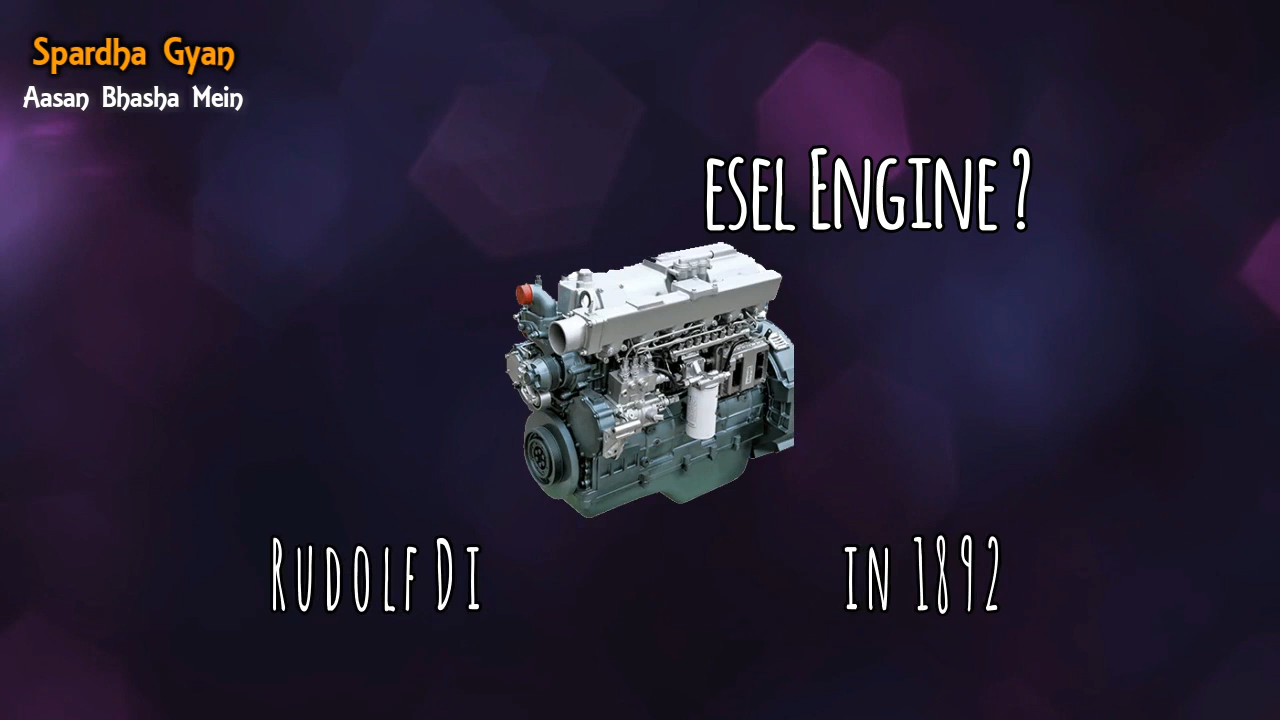 Spardha Gyan
Aasan Bhasha Mein
esel Engine ?
Rudolf Di in 1892